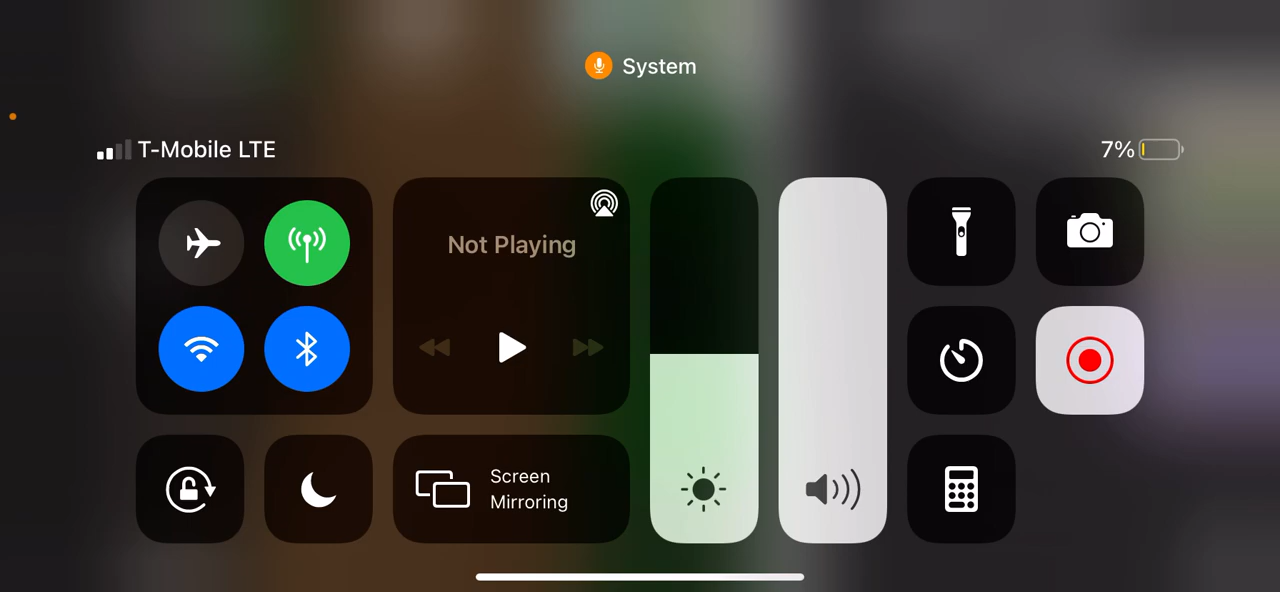 System
T-Mobile LTE
7%
Not Playing
Screen
Mirroring